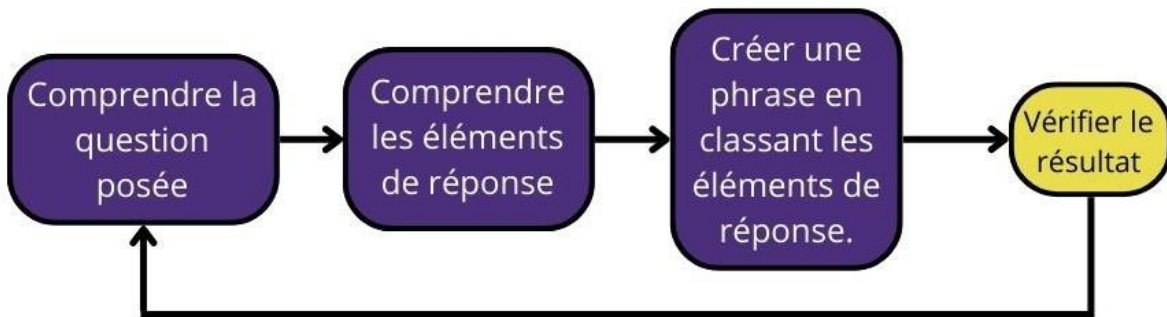 Comprendre la
question
posée
Comprendre
les éléments
de réponse
Créer une
phrase en
classant les
éléments de
réponse.
Vérifier le
résultat